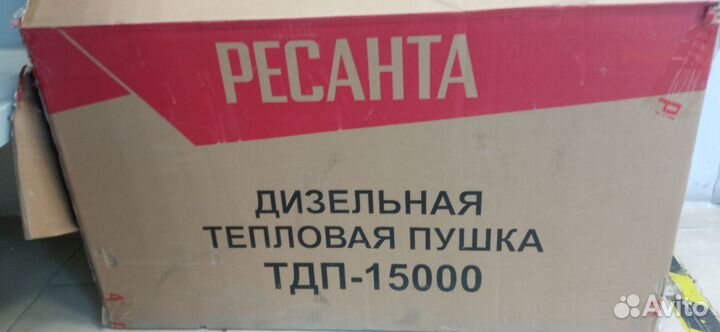 РЕСАНТА
ДИЗЕЛЬНАЯ
ТЕПЛОВАЯ ПУШКА
ТДП-15000
Avito